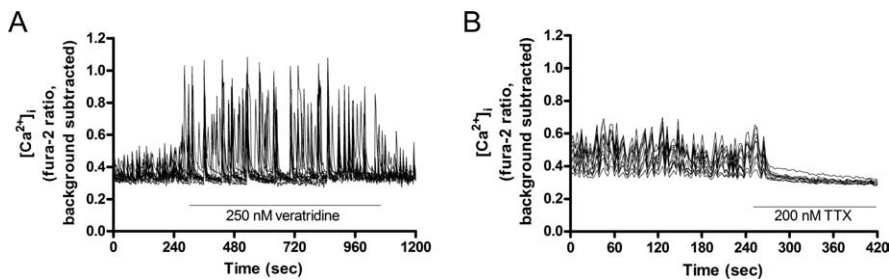 A
[Ca²⁺]ᵢ
(fura-2 ratio,
background subtracted)
1.2
1.0
0.8
0.6
0.4
0.2
0.0
250 nM veratridine
0 240 480 720 960 1200
Time (sec)
B
[Ca²⁺]ᵢ
(fura-2 ratio,
background subtracted)
1.2
1.0
0.8
0.6
0.4
0.2
0.0
200 nM TTX
0 60 120 180 240 300 360 420
Time (sec)